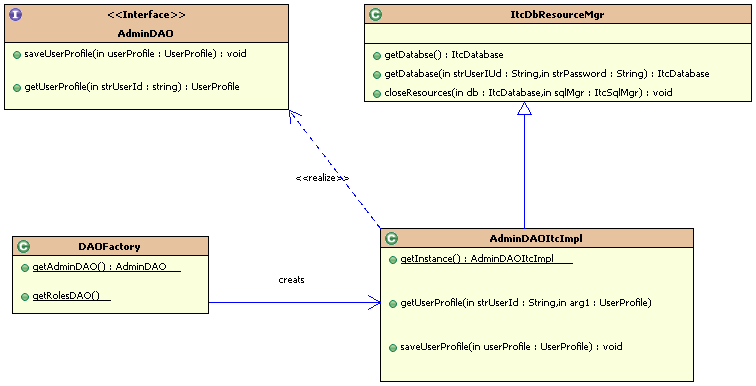 I
<<Interface>>
AdminDAO
saveUserProfile(in userProfile : UserProfile) : void
getUserProfile(in strUserId : string) : UserProfile
C
ItcDbResourceMgr
getDatabse() : ItcDatabase
getDatabase(in strUserIUd : String,in strPassword : String) : ItcDatabase
closeResources(in db : ItcDatabase,in sqlMgr : ItcSqlMgr) : void
<<realize>>
C
DAOFactory
getAdminDAO() : AdminDAO
getRolesDAO()
creats
C
AdminDAOItcImpl
getInstance() : AdminDAOItcImpl
getUserProfile(in strUserId : String,in arg1 : UserProfile)
saveUserProfile(in userProfile : UserProfile) : void